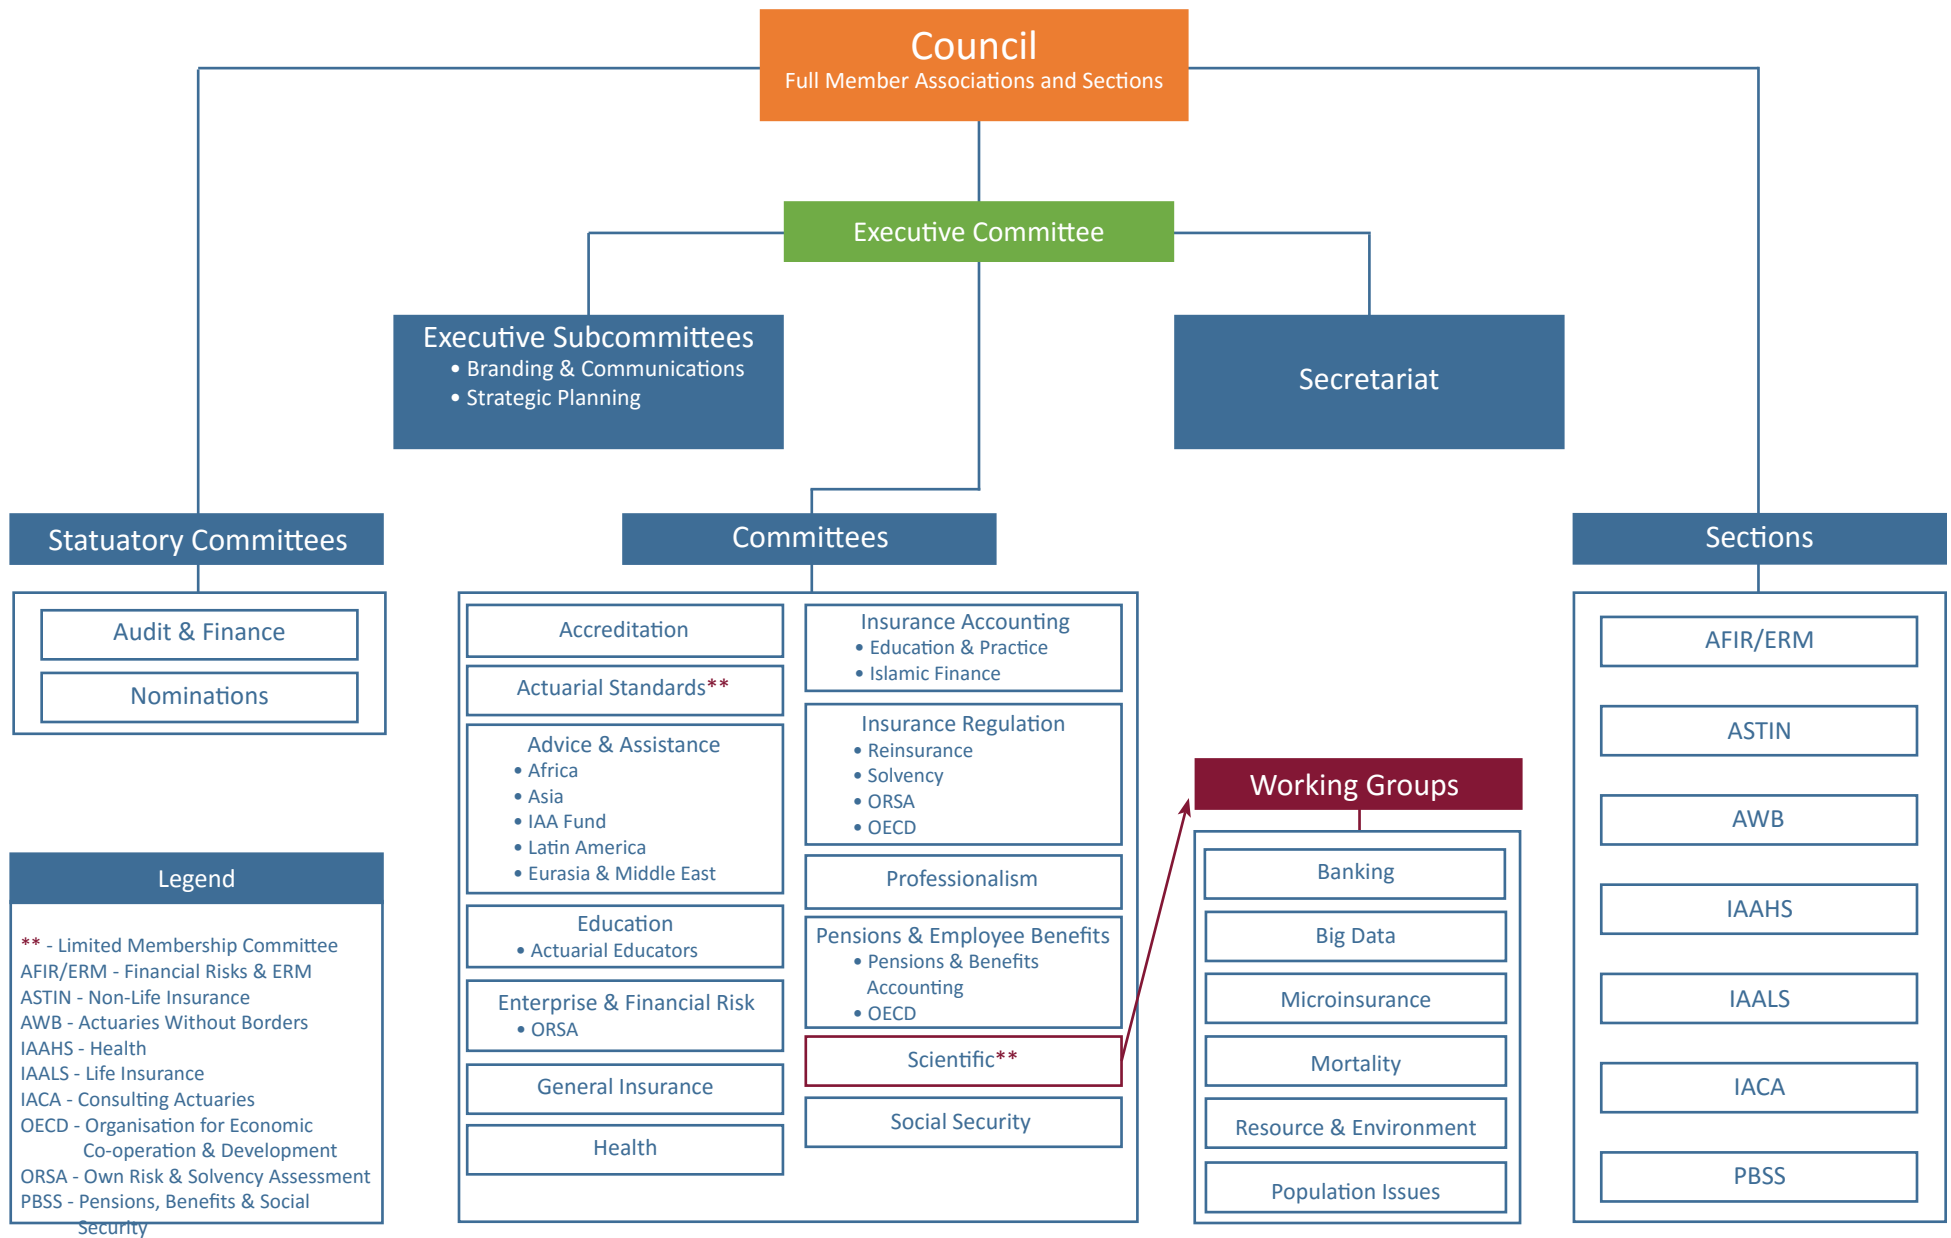 Council
Full Member Associations and Sections
Executive Committee
Executive Subcommittees
• Branding & Communications
• Strategic Planning
Secretariat
Statuatory Committees
Audit & Finance
Nominations
Committees
Accreditation
Actuarial Standards**
Advice & Assistance
• Africa
• Asia
• IAA Fund
• Latin America
• Eurasia & Middle East
Education
• Actuarial Educators
Enterprise & Financial Risk
• ORSA
General Insurance
Health
Insurance Accounting
• Education & Practice
• Islamic Finance
Insurance Regulation
• Reinsurance
• Solvency
• ORSA
• OECD
Professionalism
Pensions & Employee Benefits
• Pensions & Benefits
Accounting
• OECD
Scientific**
Social Security
Working Groups
Banking
Big Data
Microinsurance
Mortality
Resource & Environment
Population Issues
Sections
AFIR/ERM
ASTIN
AWB
IAAHS
IAALS
IACA
PBSS
Legend
** - Limited Membership Committee
AFIR/ERM - Financial Risks & ERM
ASTIN - Non-Life Insurance
AWB - Actuaries Without Borders
IAAHS - Health
IAALS - Life Insurance
IACA - Consulting Actuaries
OECD - Organisation for Economic
Co-operation & Development
ORSA - Own Risk & Solvency Assessment
PBSS - Pensions, Benefits & Social
Security